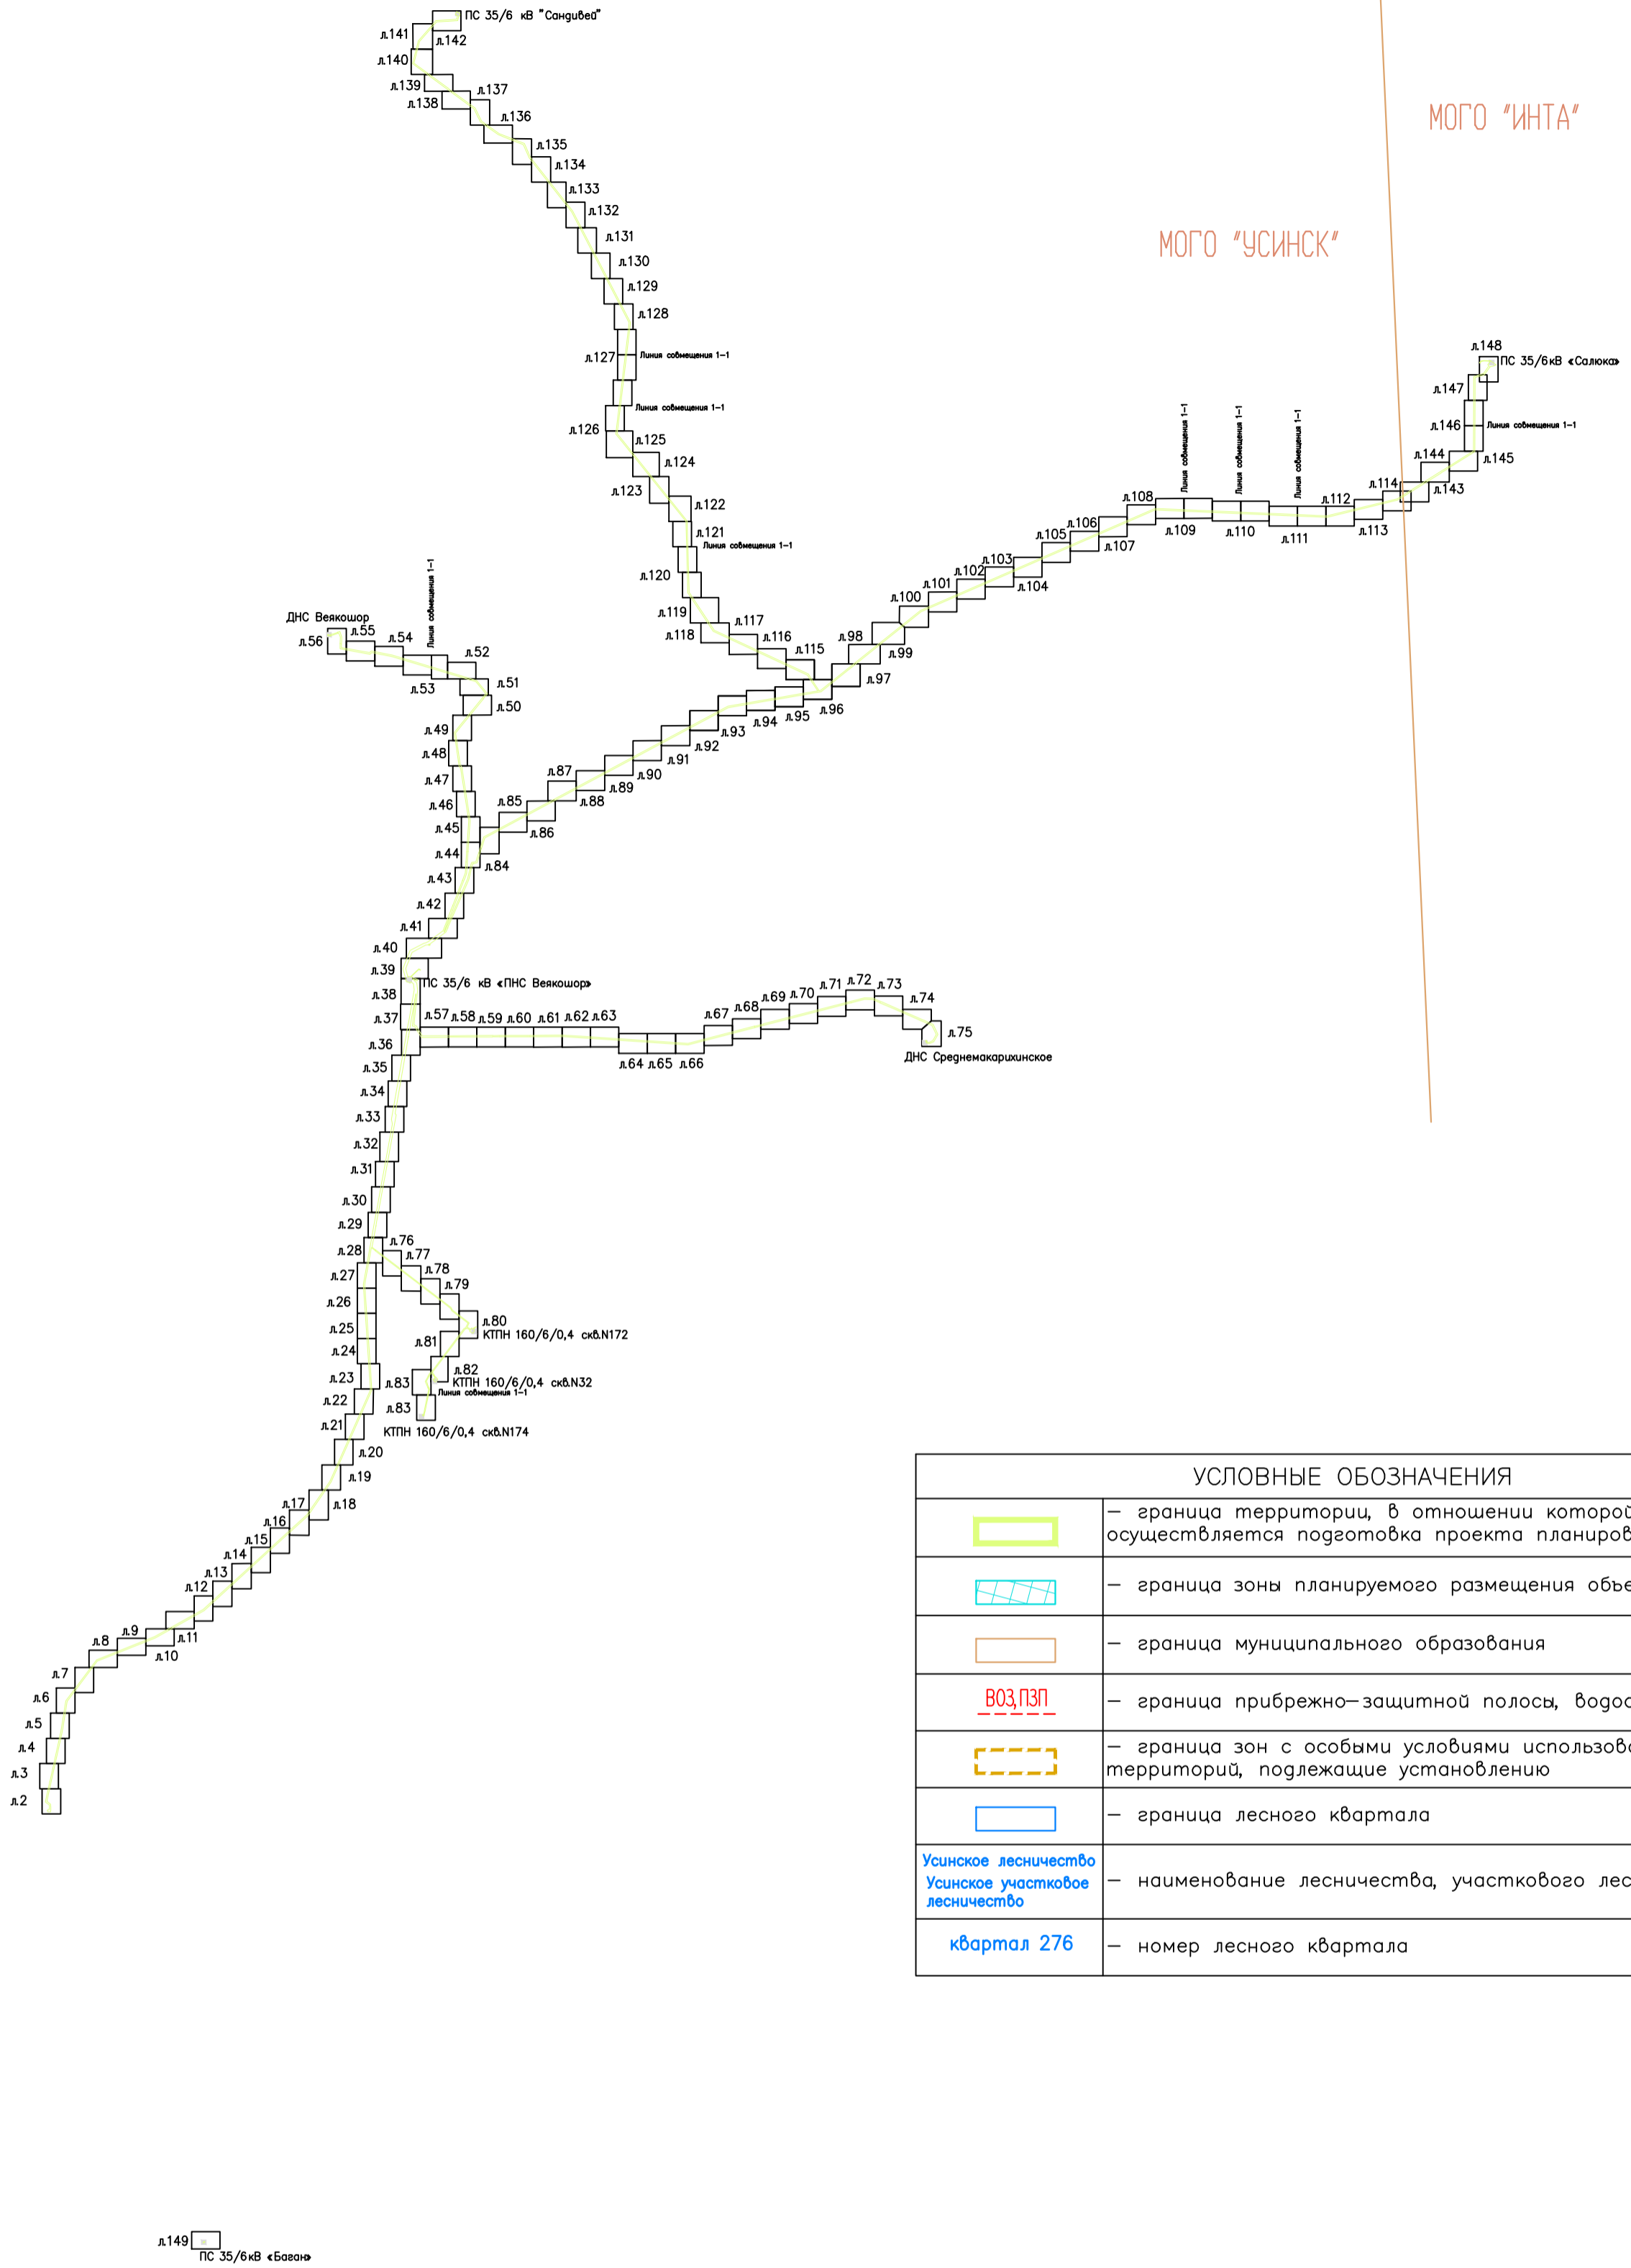 ПС 35/6 кВ "Сандивей"
л.141
л.142
л.140
л.139
л.137
л.138
л.136
л.135
л.134
л.133
л.132
л.131
л.130
л.129
л.128
л.127
Линия совмещения 1-1
Линия совмещения 1-1
л.126
л.125
л.124
л.123
л.122
л.121
Линия совмещения 1-1
л.120
л.119
л.118
л.117
л.116
л.115
МОГО "ИНТА"
МОГО "УСИНСК"
л.148
ПС 35/6кВ «Салюка»
л.147
л.146
Линия совмещения 1-1
л.145
л.144
л.143
л.114
л.113
л.112
Линия совмещения 1-1
Линия совмещения 1-1
Линия совмещения 1-1
л.111
л.110
л.109
л.108
л.107
л.106
л.105
л.104
л.103
л.102
л.101
л.100
л.99
л.98
л.97
л.96
л.95
л.94
л.93
л.92
л.91
л.90
л.89
л.88
л.87
л.86
л.85
л.84
ДНС Веякошор
Линия совмещения 1-1
л.56
л.55
л.54
л.53
л.52
л.51
л.50
л.49
л.48
л.47
л.46
л.45
л.44
л.43
л.42
л.41
л.40
л.39
ПС 35/6 кВ «ПНС Веякошор»
л.38
л.37
л.36
л.57
л.58
л.59
л.60
л.61
л.62
л.63
л.64
л.65
л.66
л.67
л.68
л.69
л.70
л.71
л.72
л.73
л.74
л.75
ДНС Среднемакарихинское
л.35
л.34
л.33
л.32
л.31
л.30
л.29
л.28
л.76
л.77
л.78
л.79
л.80
КТПН 160/6/0,4 скв.N172
л.81
л.82
КТПН 160/6/0,4 скв.N32
л.83
Линия совмещения 1-1
л.83
КТПН 160/6/0,4 скв.N174
л.27
л.26
л.25
л.24
л.23
л.22
л.21
л.20
л.19
л.18
л.17
л.16
л.15
л.14
л.13
л.12
л.11
л.10
л.9
л.8
л.7
л.6
л.5
л.4
л.3
л.2
УСЛОВНЫЕ ОБОЗНАЧЕНИЯ
— граница территории, в отношении которой
осуществляется подготовка проекта планиров
— граница зоны планируемого размещения объе
— граница муниципального образования
ВОЗ,ПЗП
— граница прибрежно-защитной полосы, водоо
— граница зон с особыми условиями использова
территорий, подлежащие установлению
— граница лесного квартала
Усинское лесничество
Усинское участковое
лесничество
— наименование лесничества, участкового лес
квартал 276
— номер лесного квартала
л.149
ПС 35/6кВ «Баган»